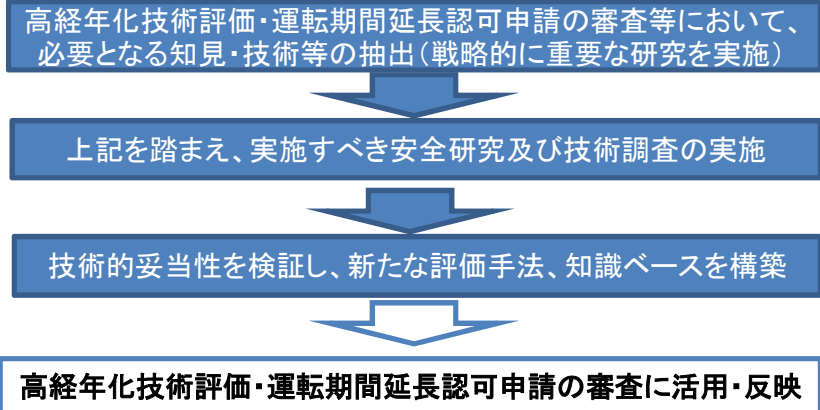 高経年化技術評価・運転期間延長認可申請の審査等において、
必要となる知見・技術等の抽出（戦略的に重要な研究を実施）
上記を踏まえ、実施すべき安全研究及び技術調査の実施
技術的妥当性を検証し、新たな評価手法、知識ベースを構築
高経年化技術評価・運転期間延長認可申請の審査に活用・反映